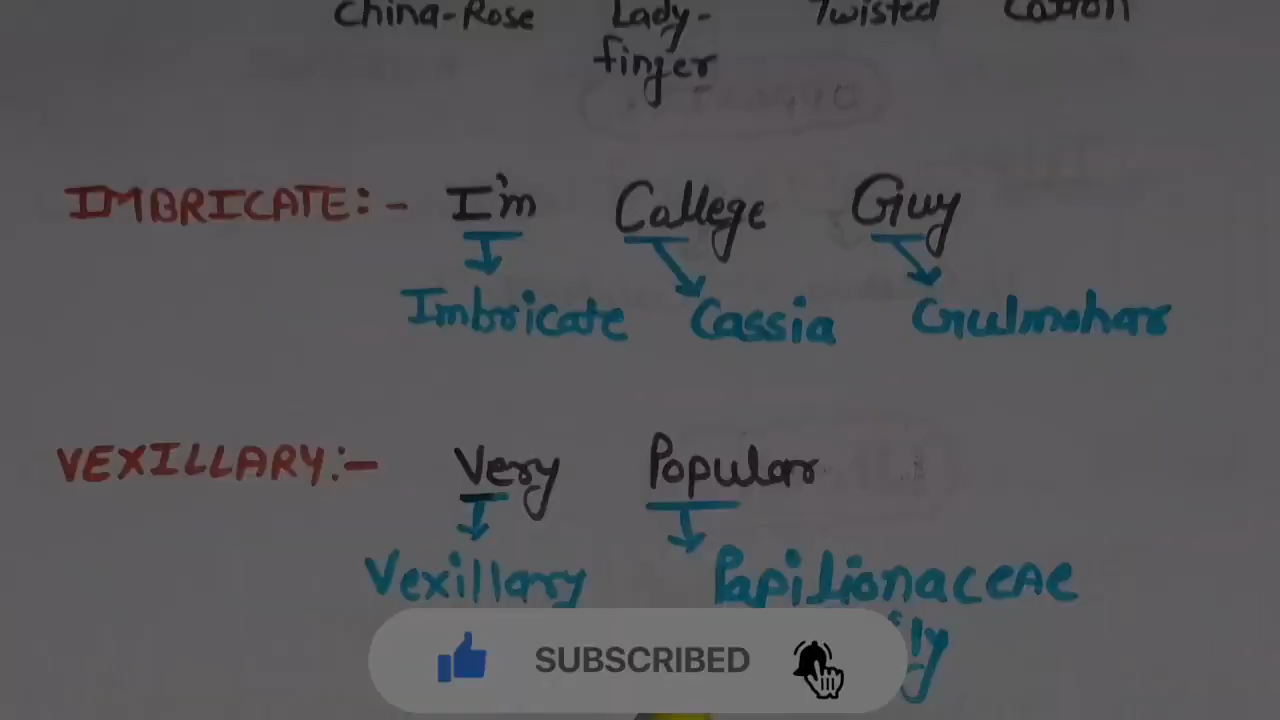 China-Rose Lady- Twisted Cotton
finger
IMBRICATE:- I'm College Guy
Imbricate Cassia Gulmohar
VEXILLARY:- Very Popular
Vexillary Papilionaceae
SUBSCRIBED